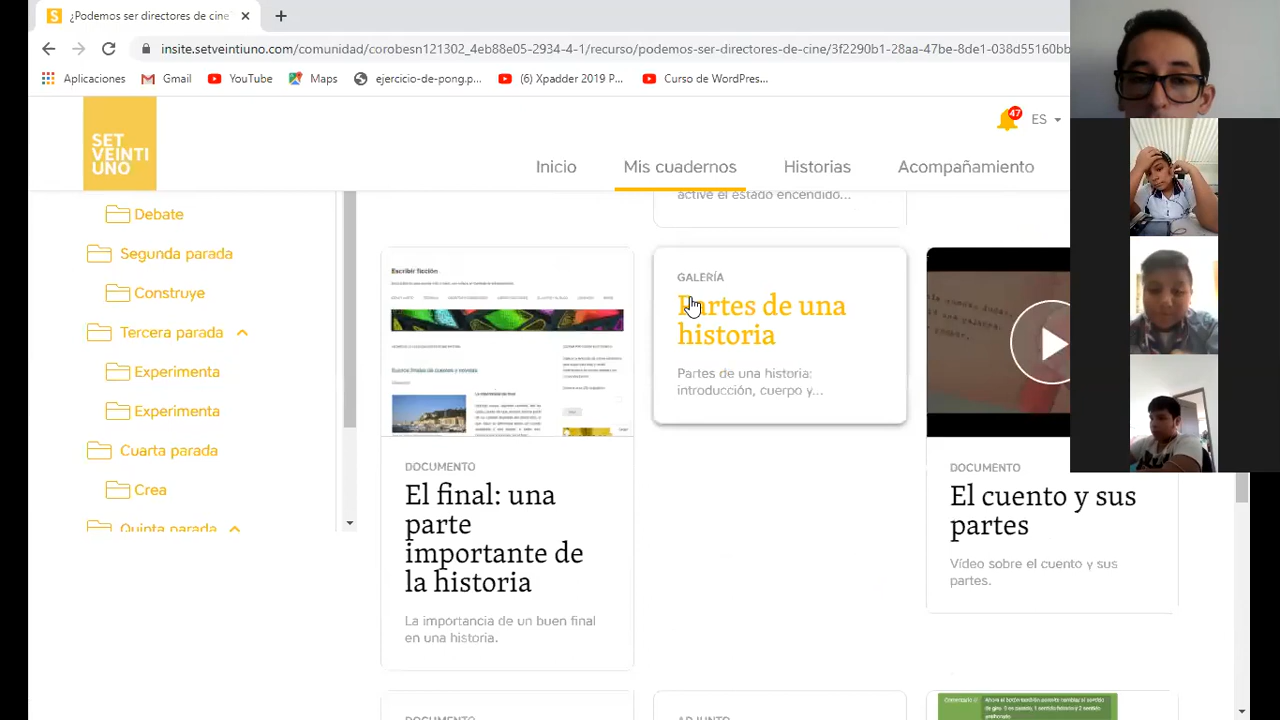 ¿Podemos ser directores de cine
insite.setveintiuno.com/comunidad/corobesn121302_4eb88e05-2934-4-1/recurso/podemos-ser-directores-de-cine/3f2290b1-28aa-47be-8de1-038d55160bb
Aplicaciones Gmail YouTube Maps ejercicio-de-pong.p... (6) Xpadder 2019 P... Curso de WordPres...
SET
VEINTI
UNO
47
ES
Inicio Mis cuadernos Historias Acompañamiento
Debate
Segunda parada
Construye
Tercera parada
Experimenta
Experimenta
Cuarta parada
Crea
Quinta parada
active el estado encendido...
Escribir ficción
DOCUMENTO
El final: una
parte
importante de
la historia
La importancia de un buen final
en una historia.
GALERÍA
Partes de una
historia
Partes de una historia:
introducción, cuerpo y...
DOCUMENTO
El cuento y sus
partes
Vídeo sobre el cuento y sus
partes.
DOCUMENTO
ADJUNTO